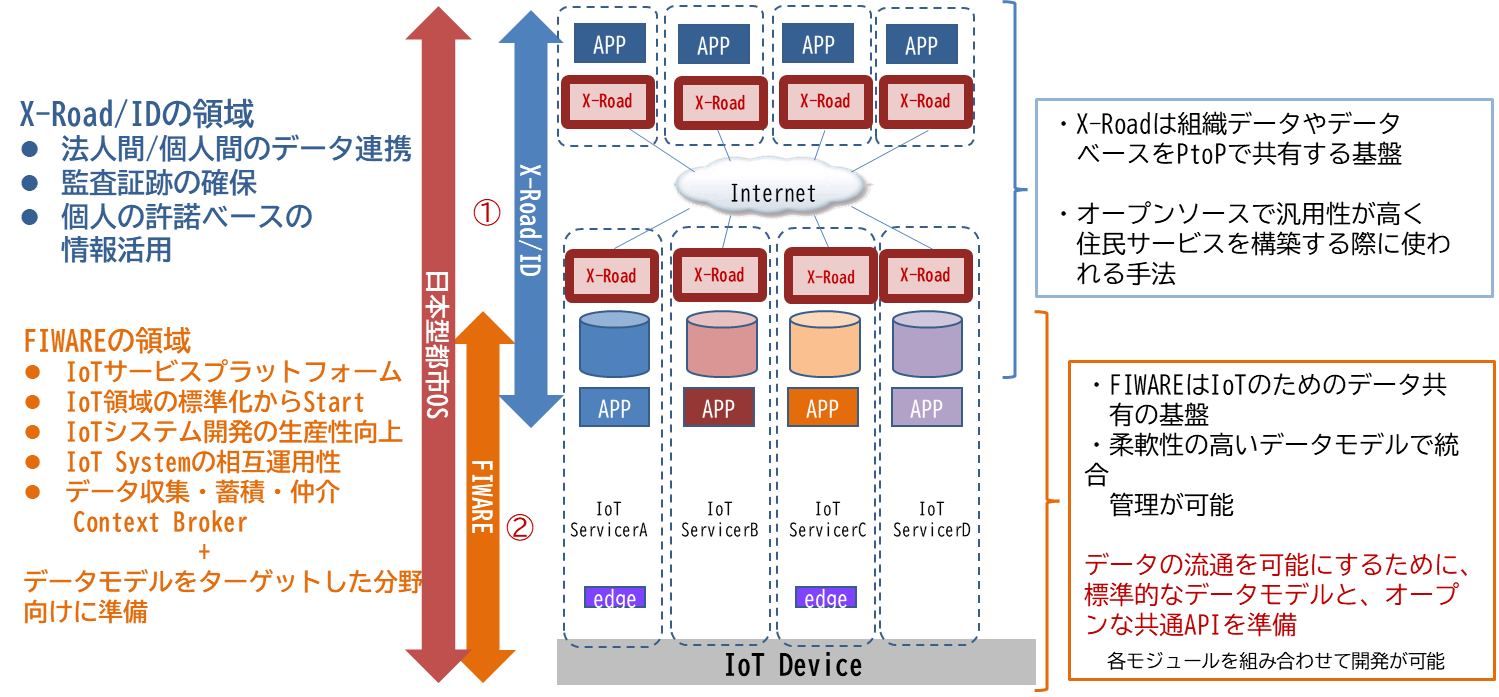 X-Road/IDの領域
● 法人間/個人間のデータ連携
● 監査証跡の確保
● 個人の許諾ベースの
情報活用
FIWAREの領域
● IoTサービスプラットフォーム
● IoT領域の標準化からStart
● IoTシステム開発の生産性向上
● IoT Systemの相互運用性
● データ収集・蓄積・仲介
Context Broker
+
データモデルをターゲットした分野
向けに準備
日本型都市OS
①
X-Road/ID
FIWARE
②
APP APP APP APP
X-Road X-Road X-Road X-Road
Internet
X-Road X-Road X-Road X-Road
APP APP APP APP
IoT IoT IoT IoT
ServicerA ServicerB ServicerC ServicerD
edge edge
IoT Device
・X-Roadは組織データやデータ
ベースをPtoPで共有する基盤
・オープンソースで汎用性が高く
住民サービスを構築する際に使わ
れる手法
・FIWAREはIoTのためのデータ共
有の基盤
・柔軟性の高いデータモデルで統
合
管理が可能
データの流通を可能にするために、
標準的なデータモデルと、オープ
ンな共通APIを準備
各モジュールを組み合わせて開発が可能